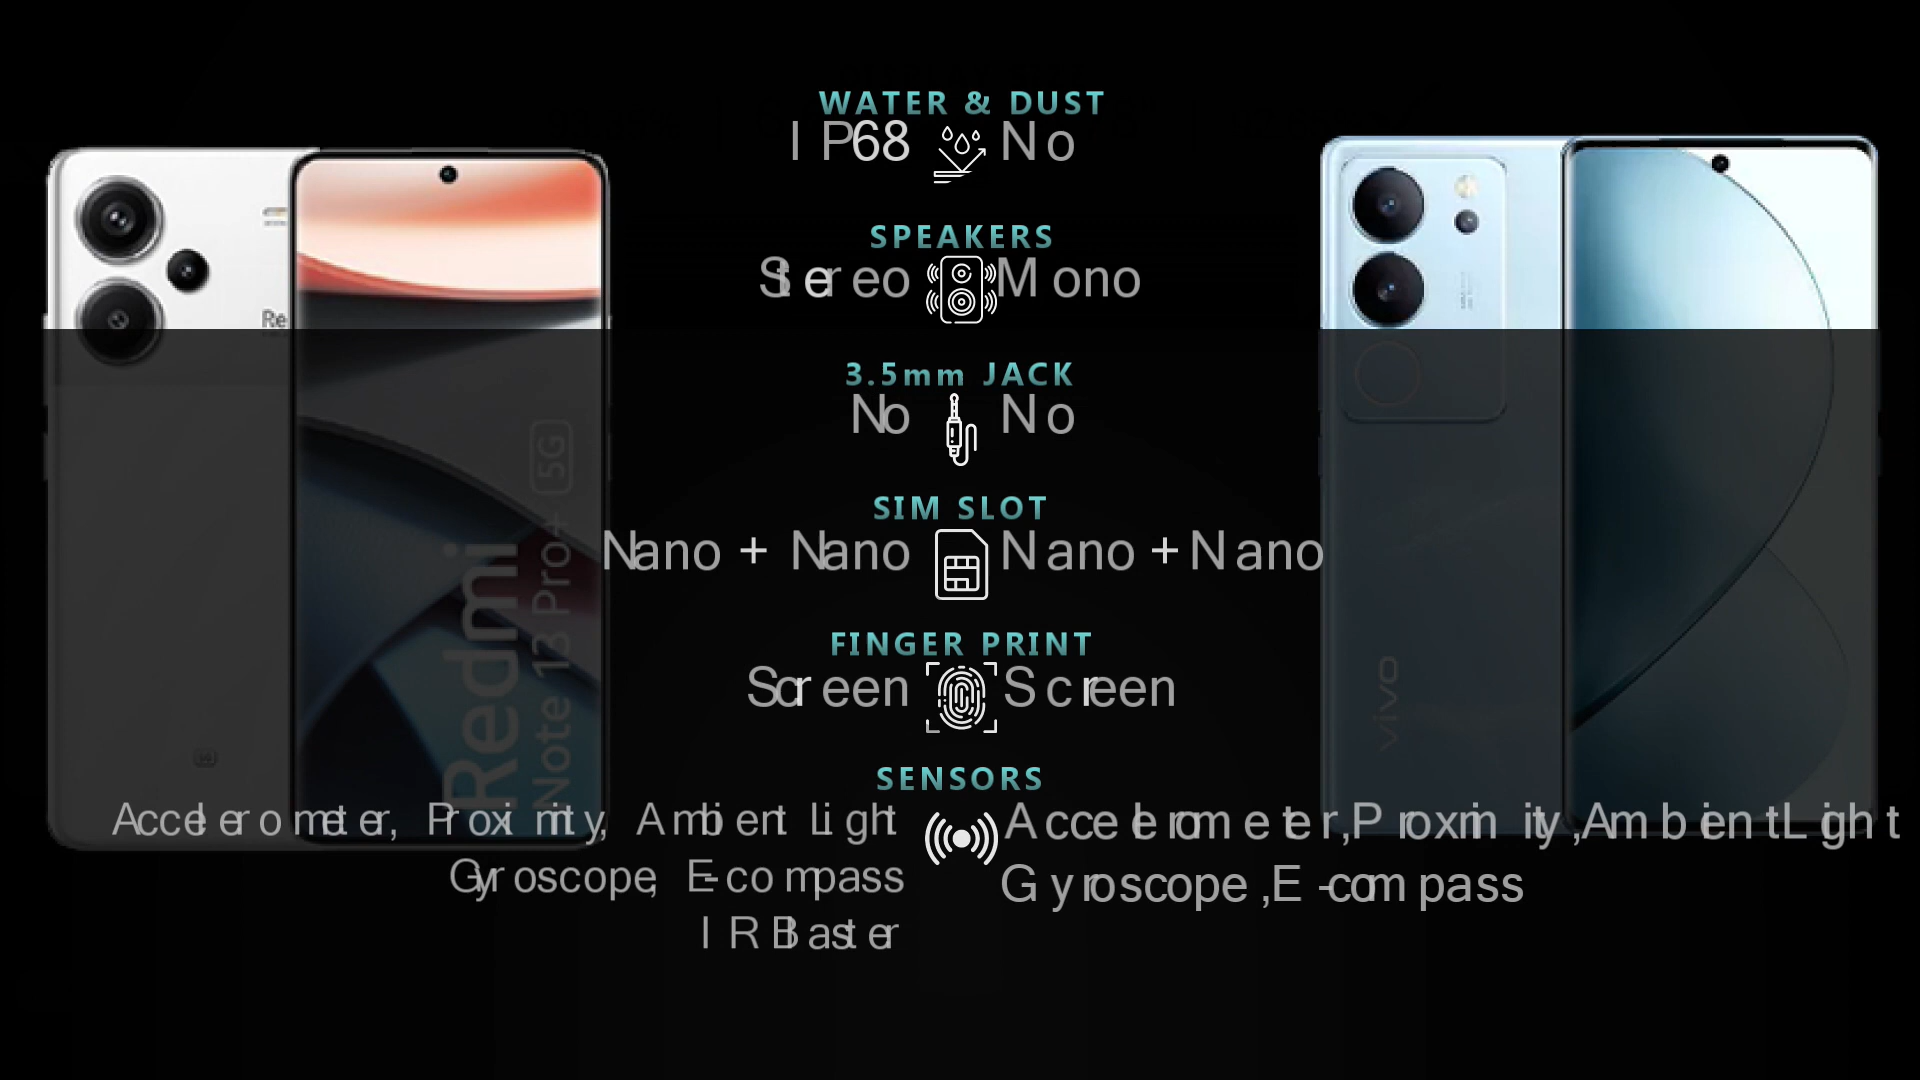 WATER & DUST
IP68 No
SPEAKERS
Stereo Mono
3.5mm JACK
No No
SIM SLOT
Nano + Nano Nano + Nano
FINGER PRINT
Screen Screen
SENSORS
Accelerometer, Proximity, Ambient Light
Gyroscope, E-compass
IR Blaster
Accelerometer, Proximity, Ambient Light
Gyroscope, E-compass
Re
Redmi
Note 13 Pro+ 5G
vivo